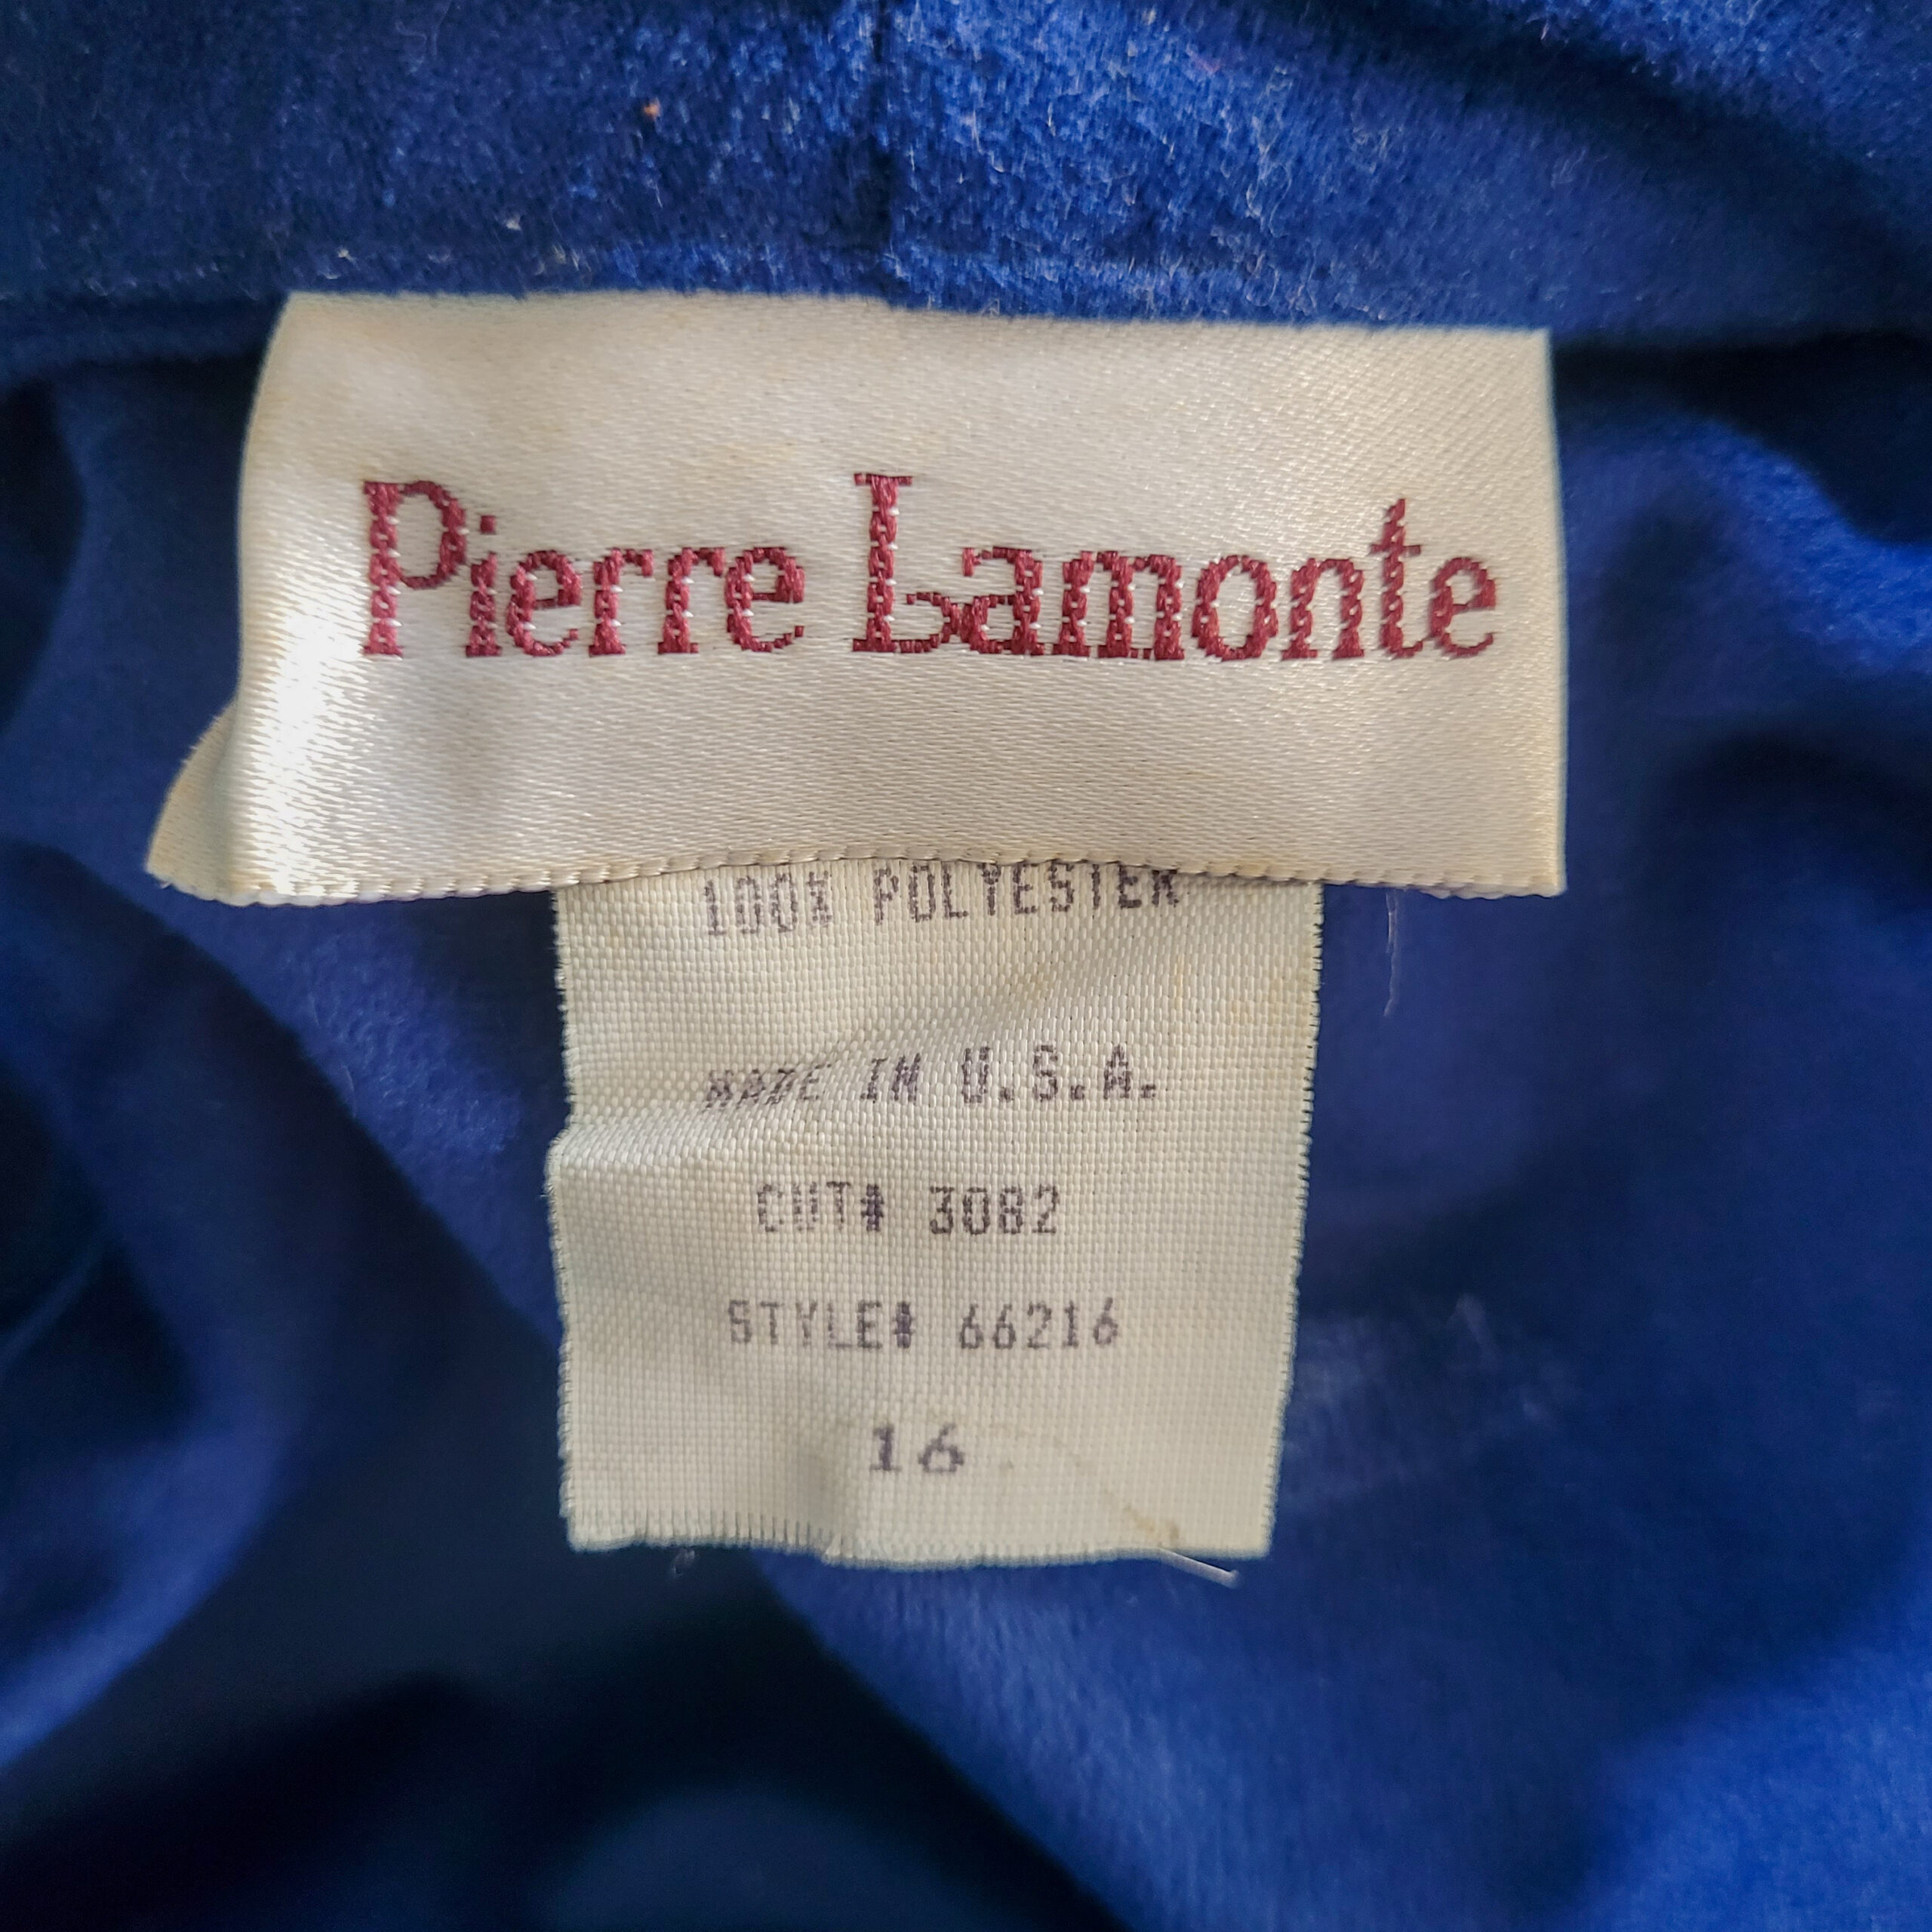 Pierre Lamonte
100% POLYESTER
MADE IN U.S.A.
CUT# 3082
STYLE# 66216
16